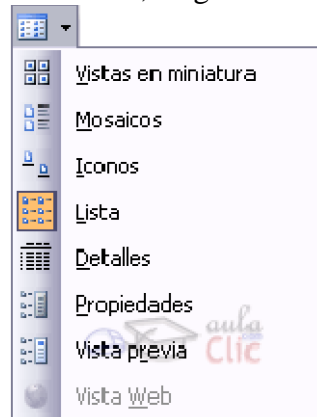 Vistas en miniatura
Mosaicos
Iconos
Lista
Detalles
Propiedades
aula
Vista previa
Clic
Vista Web